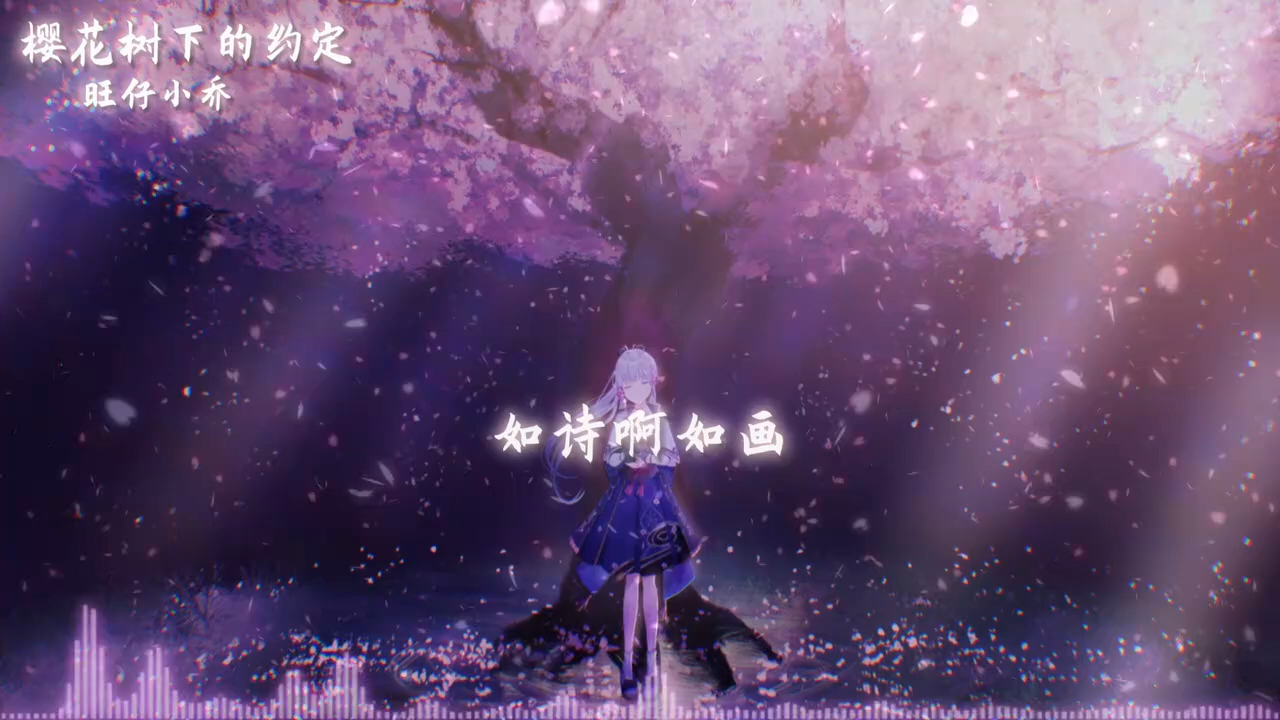 樱花树下的约定
旺仔小乔
如诗啊如画